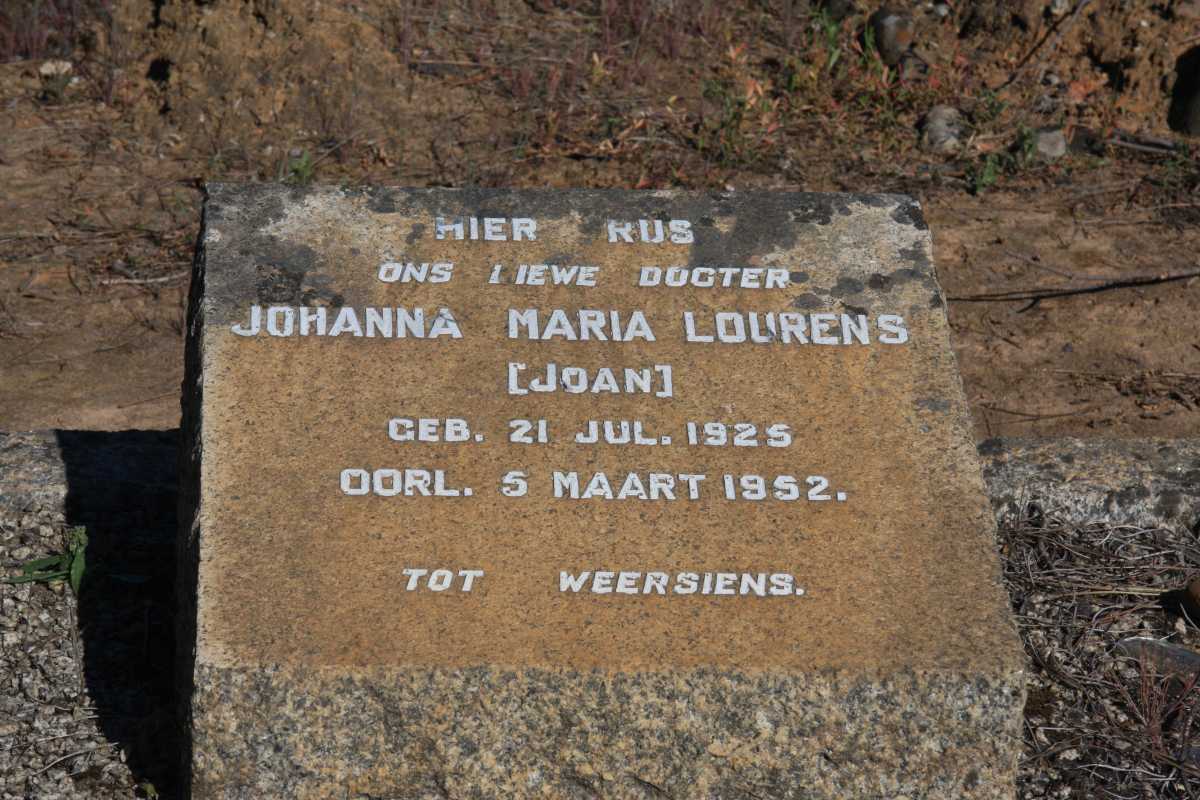 HIER RUS
ONS LIEWE DOGTER
JOHANNA MARIA LOURENS
[JOAN]
GEB. 21 JUL. 1925
OORL. 5 MAART 1952.
TOT WEERSIENS.